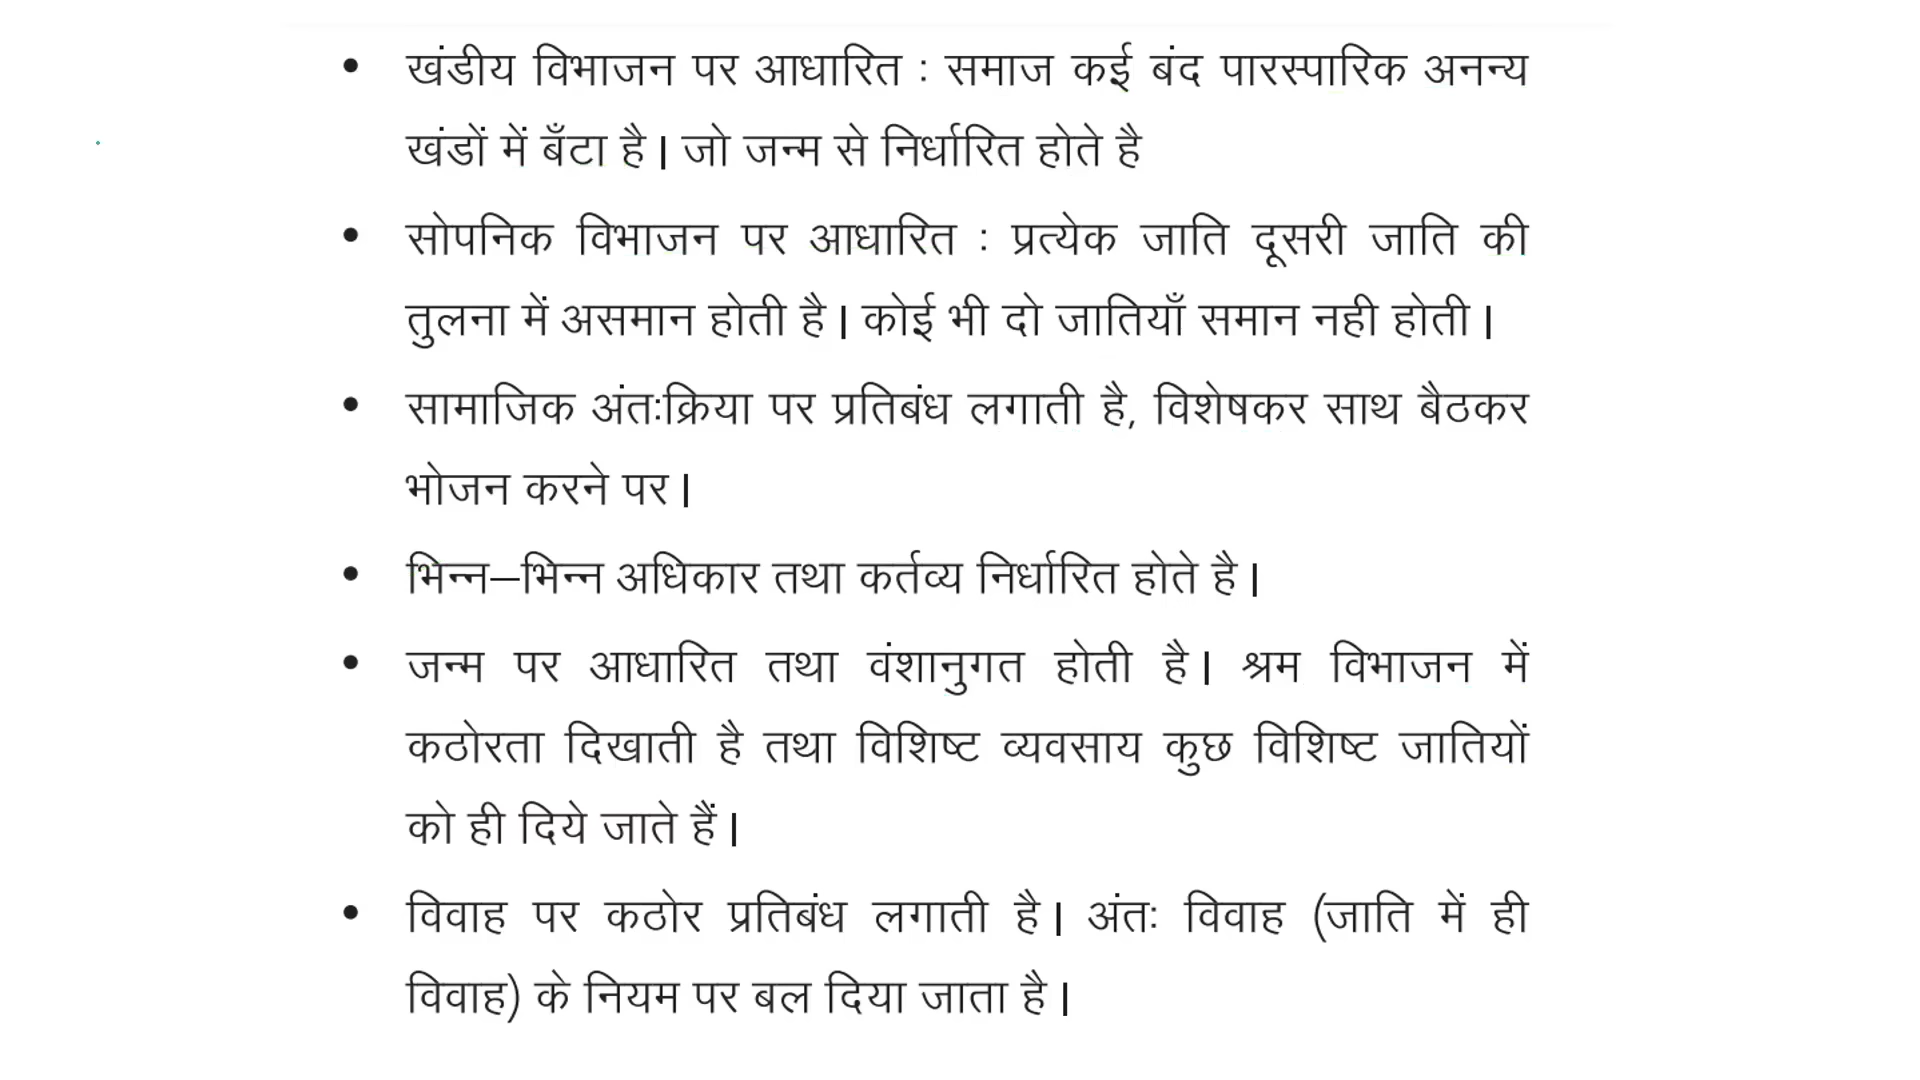 • खंडीय विभाजन पर आधारित : समाज कई बंद पारस्पारिक अनन्य
खंडों में बँटा है। जो जन्म से निर्धारित होते है
• सोपनिक विभाजन पर आधारित : प्रत्येक जाति दूसरी जाति की
तुलना में असमान होती है। कोई भी दो जातियाँ समान नही होती।
• सामाजिक अंतःक्रिया पर प्रतिबंध लगाती है, विशेषकर साथ बैठकर
भोजन करने पर।
• भिन्न–भिन्न अधिकार तथा कर्तव्य निर्धारित होते है।
• जन्म पर आधारित तथा वंशानुगत होती है। श्रम विभाजन में
कठोरता दिखाती है तथा विशिष्ट व्यवसाय कुछ विशिष्ट जातियों
को ही दिये जाते हैं।
• विवाह पर कठोर प्रतिबंध लगाती है। अंतः विवाह (जाति में ही
विवाह) के नियम पर बल दिया जाता है।